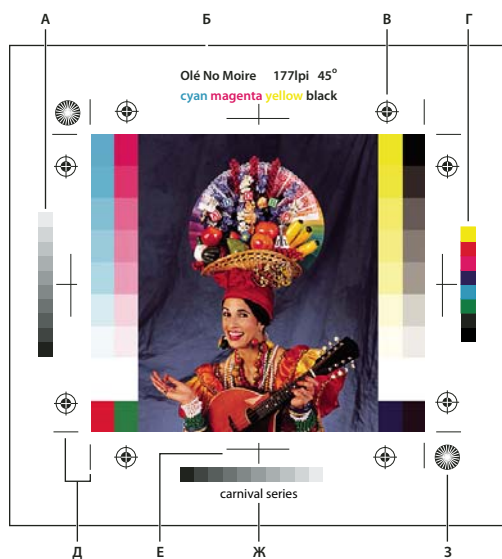 А Б В Г
Olé No Moire 177lpi 45°
cyan magenta yellow black
carnival series
Д Е Ж З